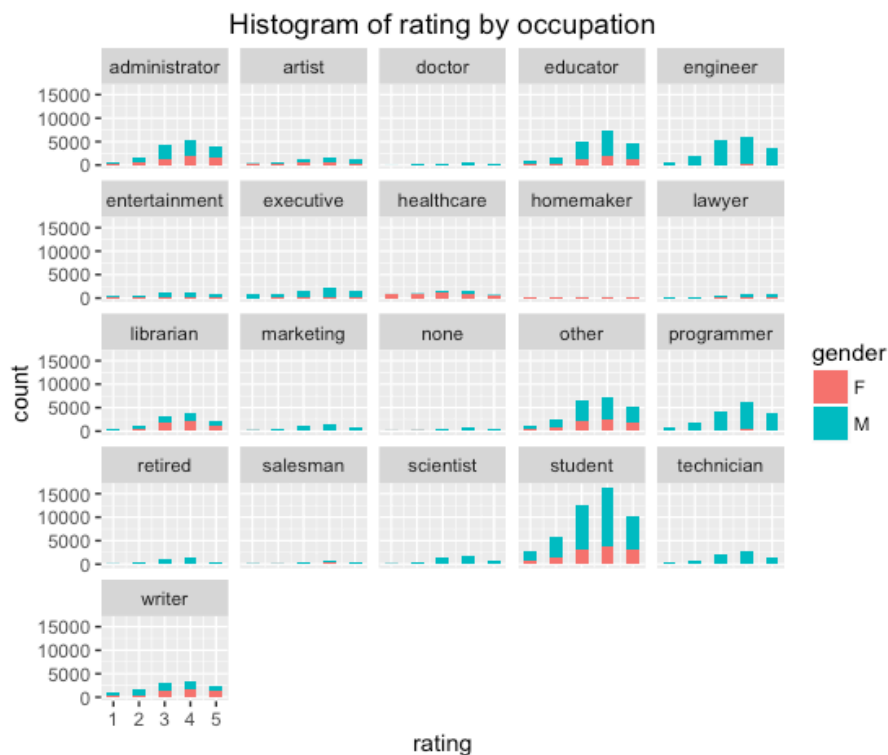 Histogram of rating by occupation
administrator artist doctor educator engineer
15000
10000
5000
0
entertainment executive healthcare homemaker lawyer
15000
10000
5000
0
librarian marketing none other programmer
15000
10000
5000
0
retired salesman scientist student technician
15000
10000
5000
0
writer
15000
10000
5000
0
1 2 3 4 5
rating
count
gender
F
M